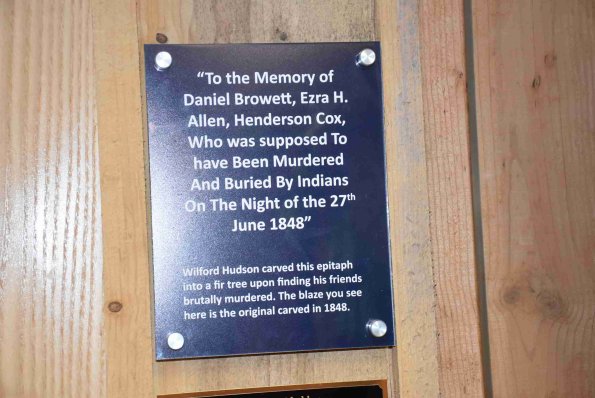 “To the Memory of
Daniel Browett, Ezra H.
Allen, Henderson Cox,
Who was supposed To
have Been Murdered
And Buried By Indians
On The Night of the 27th
June 1848”
Wilford Hudson carved this epitaph
into a fir tree upon finding his friends
brutally murdered. The blaze you see
here is the original carved in 1848.